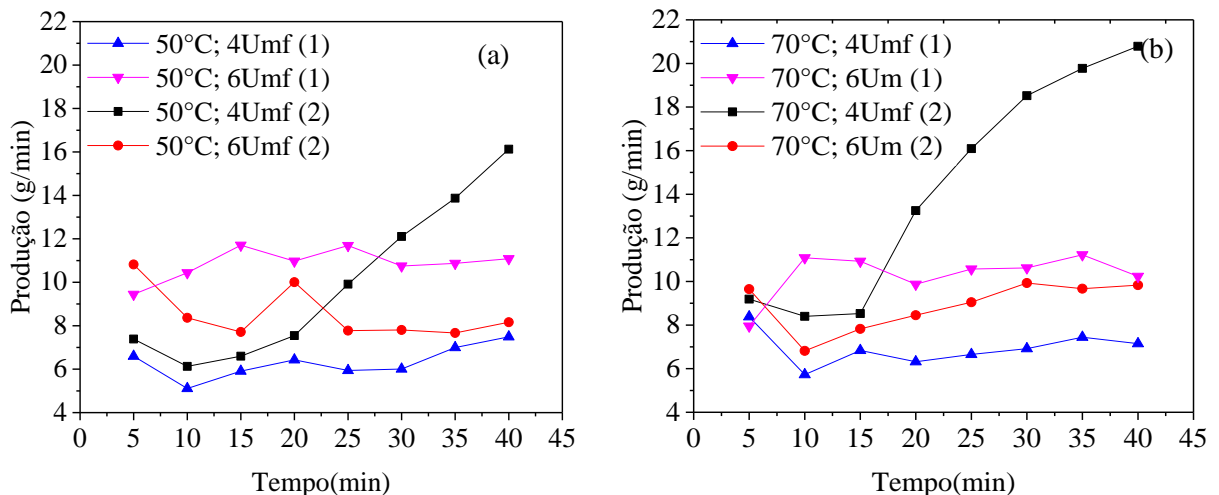 22
20
18
16
14
12
10
8
6
4
Produção (g/min)
50°C; 4Umf (1)
50°C; 6Umf (1)
50°C; 4Umf (2)
50°C; 6Umf (2)
(a)
0 5 10 15 20 25 30 35 40 45
Tempo(min)
22
20
18
16
14
12
10
8
6
4
Produção (g/min)
70°C; 4Umf (1)
70°C; 6Um (1)
70°C; 4Umf (2)
70°C; 6Um (2)
(b)
0 5 10 15 20 25 30 35 40 45
Tempo(min)